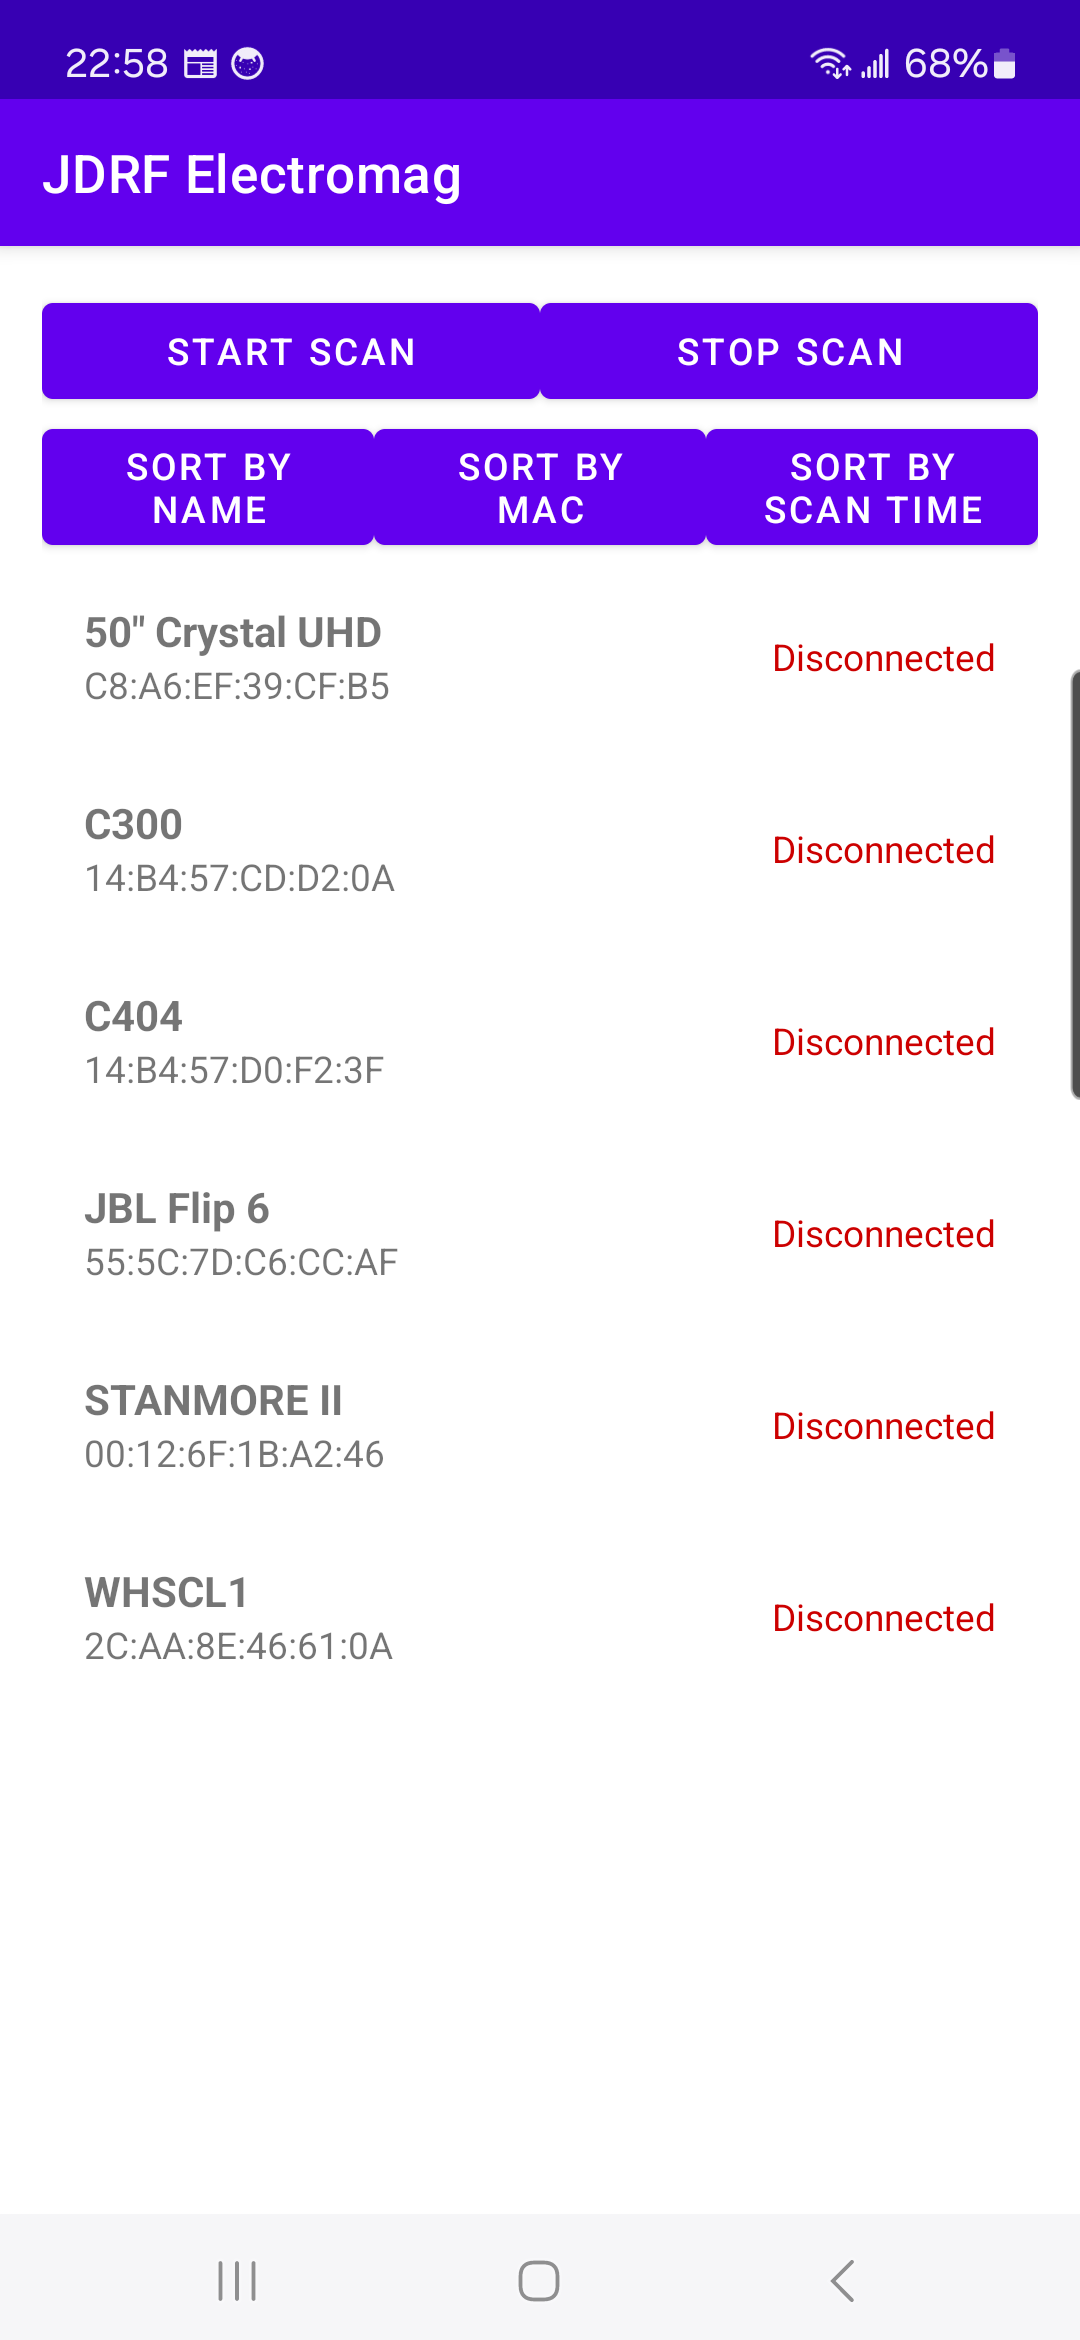 22:58
68%
JDRF Electromag
START SCAN
STOP SCAN
SORT BY
NAME
SORT BY
MAC
SORT BY
SCAN TIME
50" Crystal UHD
C8:A6:EF:39:CF:B5
Disconnected
C300
14:B4:57:CD:D2:0A
Disconnected
C404
14:B4:57:D0:F2:3F
Disconnected
JBL Flip 6
55:5C:7D:C6:CC:AF
Disconnected
STANMORE II
00:12:6F:1B:A2:46
Disconnected
WHSCL1
2C:AA:8E:46:61:0A
Disconnected